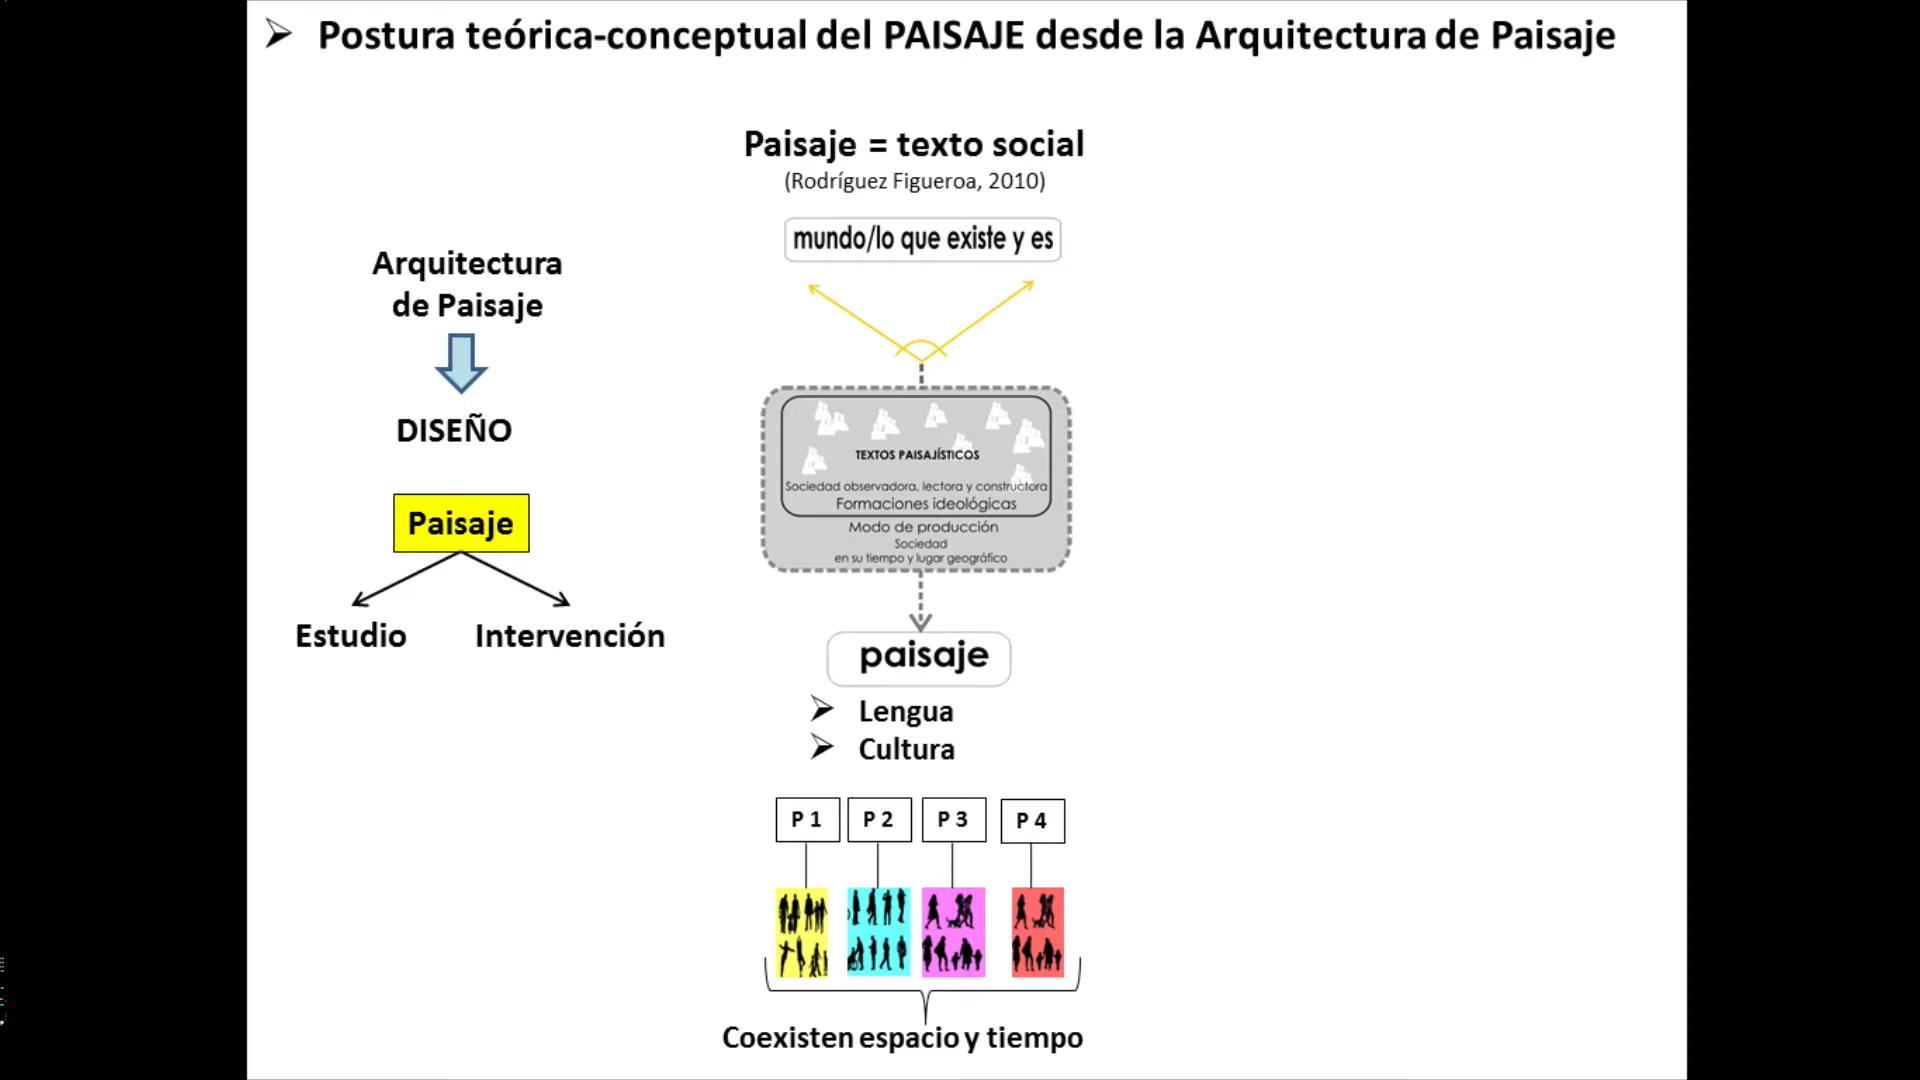 Postura teórica-conceptual del PAISAJE desde la Arquitectura de Paisaje
Paisaje = texto social
(Rodríguez Figueroa, 2010)
mundo/lo que existe y es
Arquitectura
de Paisaje
DISEÑO
Paisaje
Estudio
Intervención
TEXTOS PAISAJÍSTICOS
Sociedad observadora, lectora y constructora
Formaciones ideológicas
Modo de producción
Sociedad
en su tiempo y lugar geográfico
paisaje
Lengua
Cultura
P 1
P 2
P 3
P 4
Coexisten espacio y tiempo